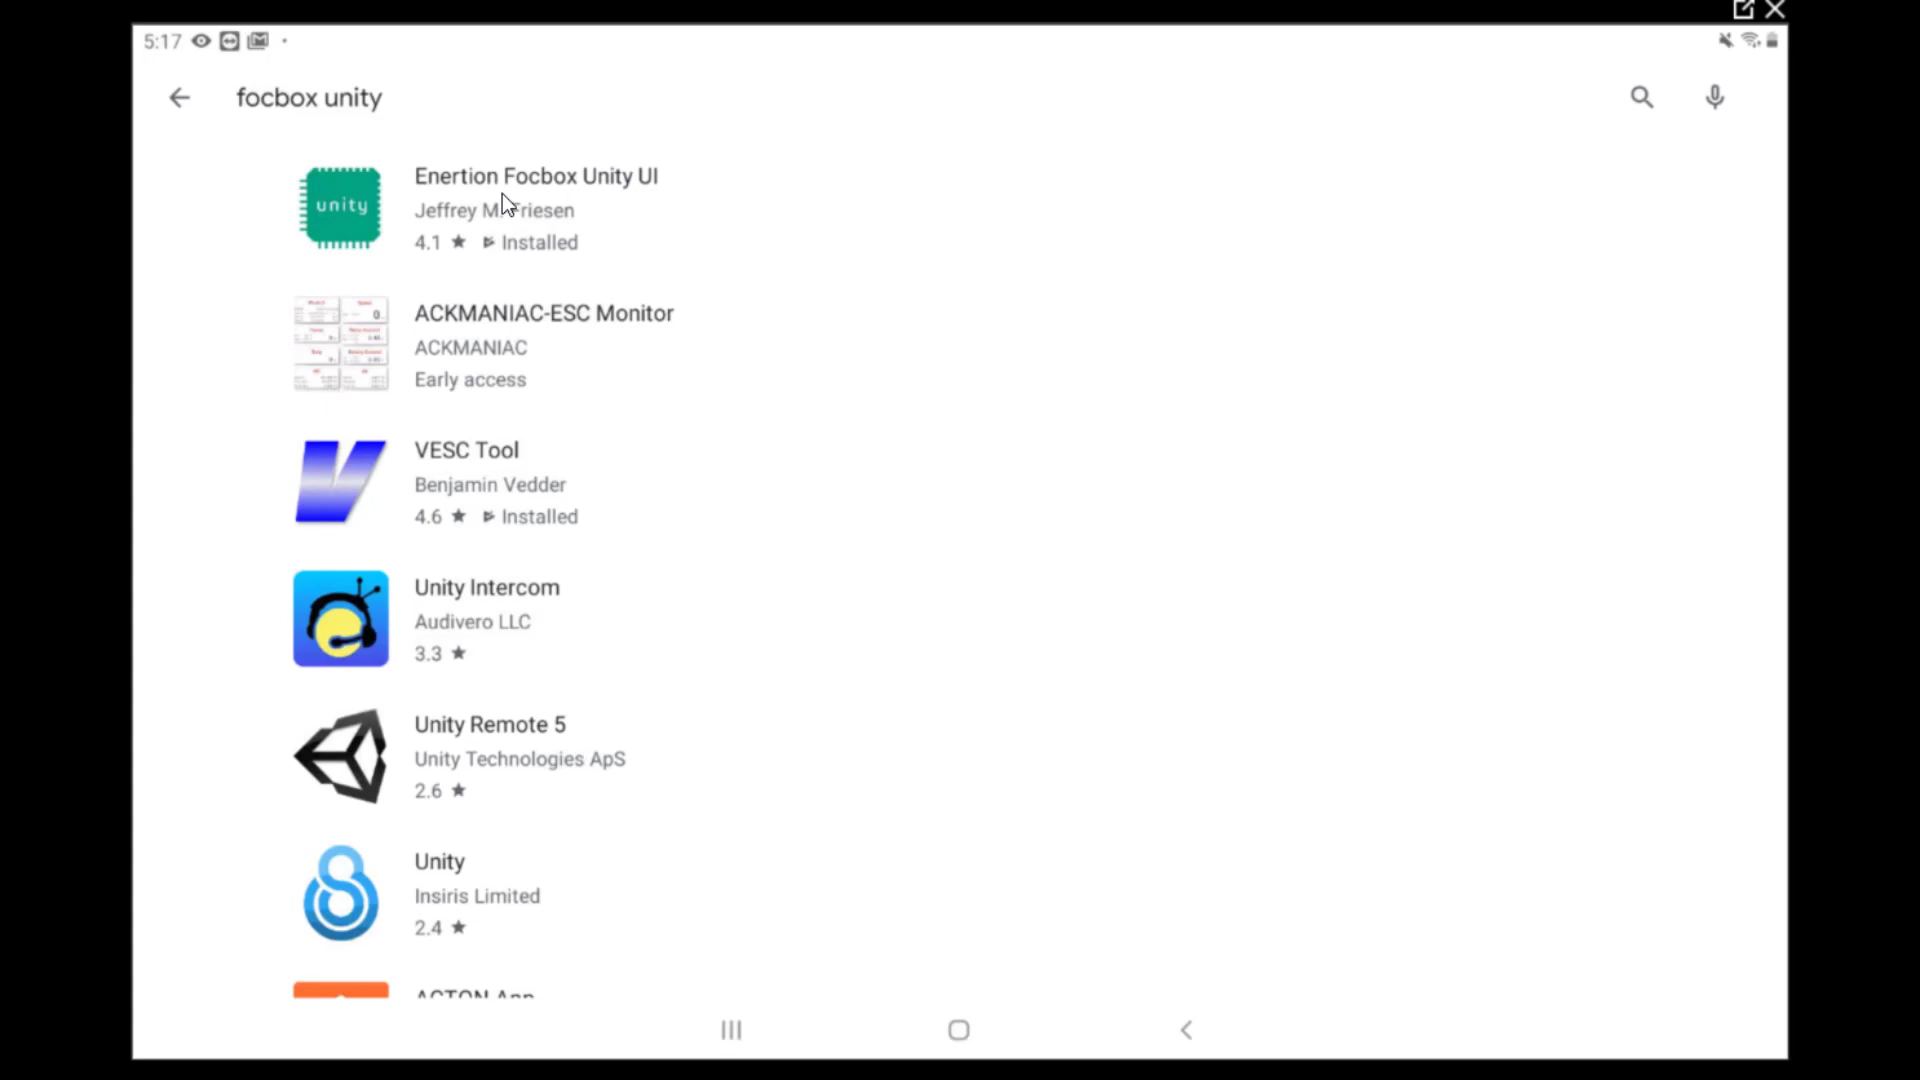 5:17
focbox unity
unity
Enertion Focbox Unity UI
Jeffrey M. Friesen
4.1 ★ Installed
ACKMANIAC-ESC Monitor
ACKMANIAC
Early access
VESC Tool
Benjamin Vedder
4.6 ★ Installed
Unity Intercom
Audivero LLC
3.3 ★
Unity Remote 5
Unity Technologies ApS
2.6 ★
Unity
Insiris Limited
2.4 ★
ACTON App